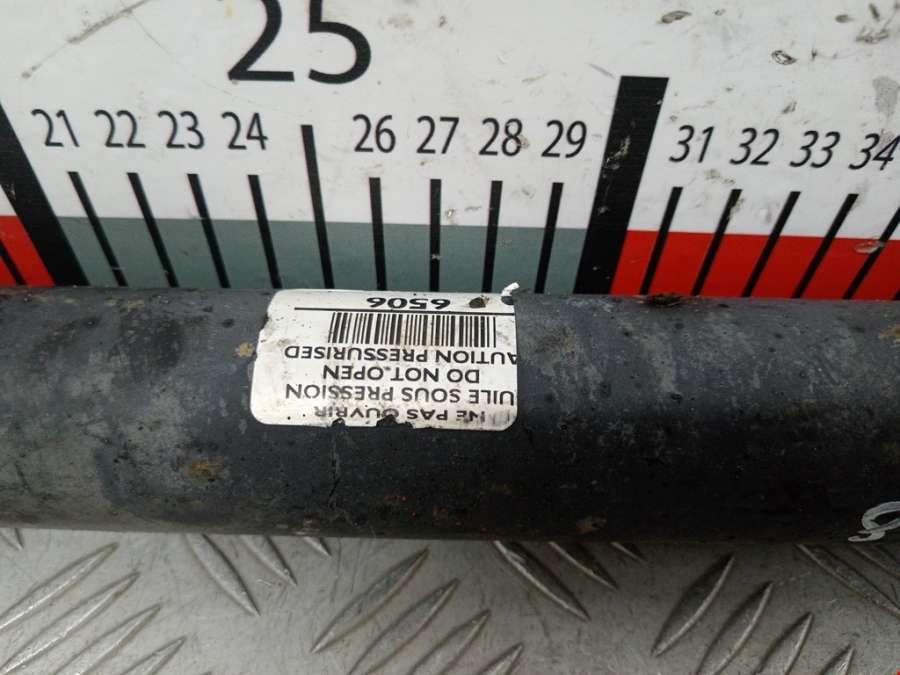 25
21 22 23 24 26 27 28 29 31 32 33 34
NE PAS OUVRIR
UILE SOUS PRESSION
DO NOT OPEN
AUTION PRESSURISED
6506